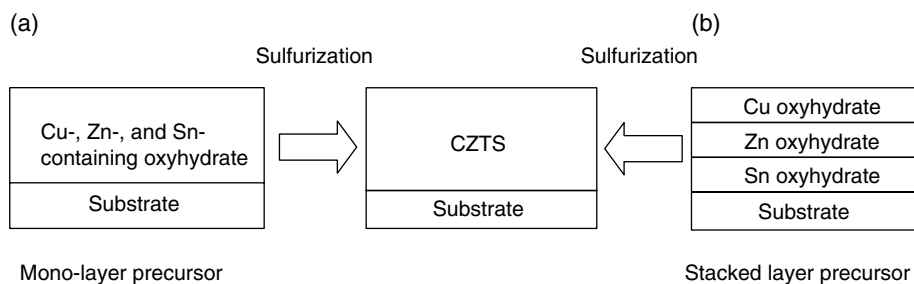 (a)
(b)
Sulfurization
Sulfurization
Cu-, Zn-, and Sn-
containing oxyhydrate
Substrate
CZTS
Substrate
Cu oxyhydrate
Zn oxyhydrate
Sn oxyhydrate
Substrate
Mono-layer precursor
Stacked layer precursor